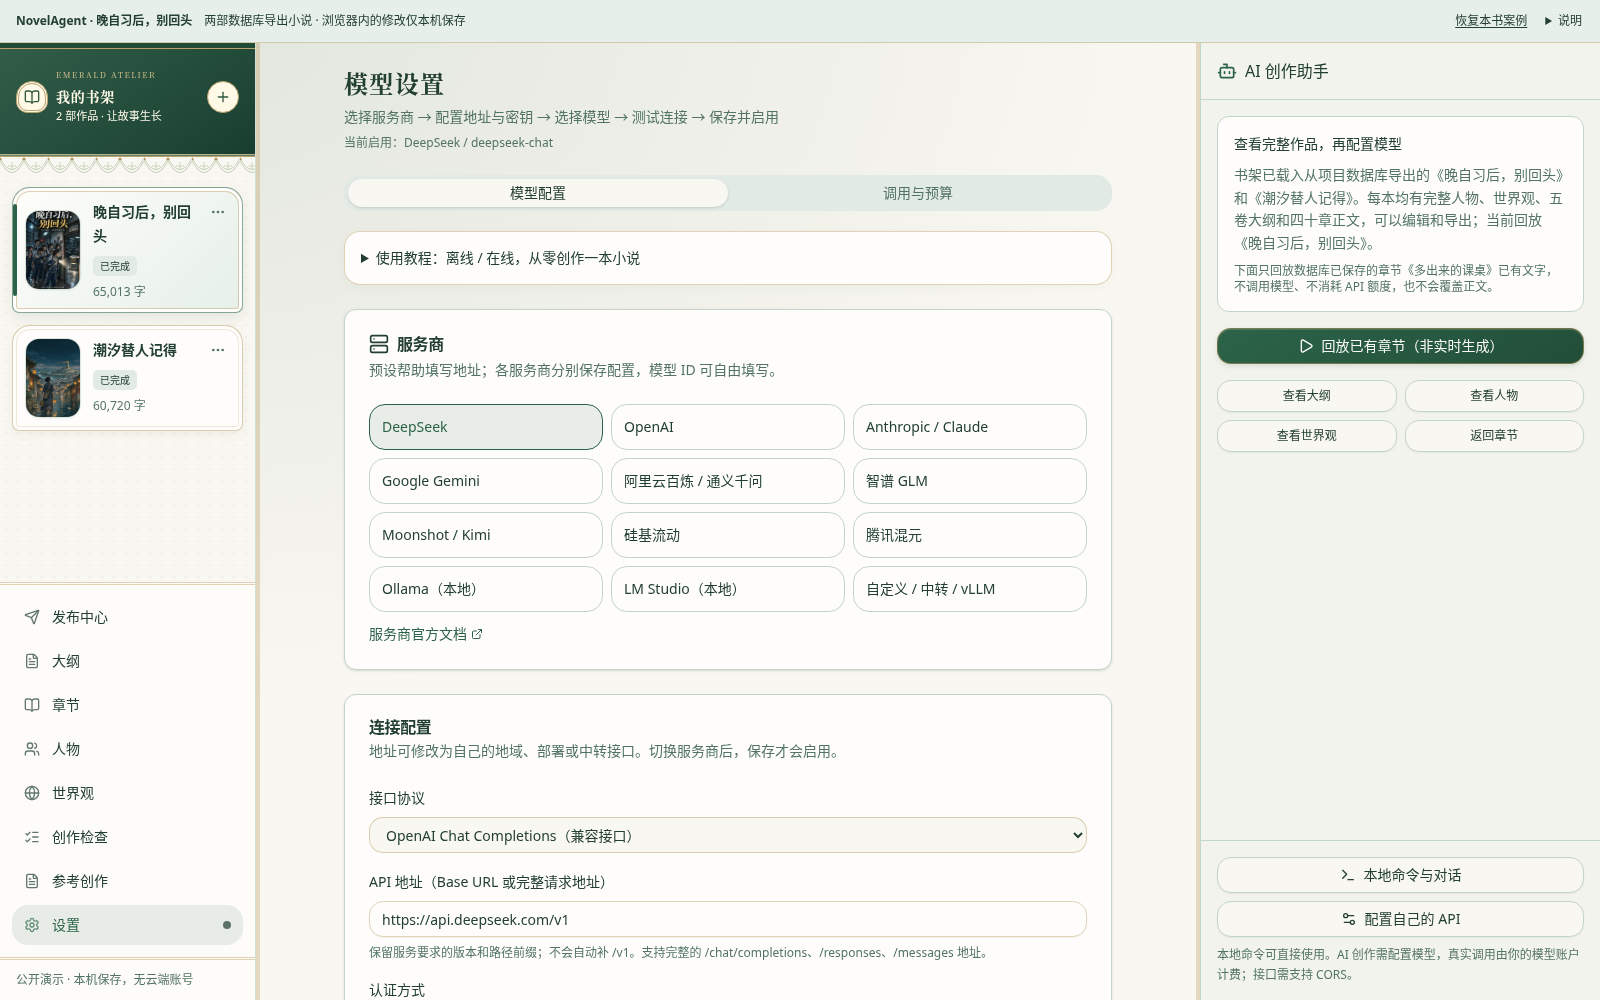 NovelAgent · 晚自习后，别回头 两部数据库导出小说 · 浏览器内的修改仅本机保存
恢复本书案例 ▶ 说明
EMERALD ATELIER
我的书架
2 部作品 · 让故事生长
晚自习后，别回头
晚自习后，别回
头
已完成
65,013 字
潮汐替人记得
已完成
60,720 字
发布中心
大纲
章节
人物
世界观
创作检查
参考创作
设置
公开演示 · 本机保存，无云端账号
模型设置
选择服务商 → 配置地址与密钥 → 选择模型 → 测试连接 → 保存并启用
当前启用：DeepSeek / deepseek-chat
模型配置
调用与预算
▶ 使用教程：离线 / 在线，从零创作一本小说
服务商
预设帮助填写地址；各服务商分别保存配置，模型 ID 可自由填写。
DeepSeek
OpenAI
Anthropic / Claude
Google Gemini
阿里云百炼 / 通义千问
智谱 GLM
Moonshot / Kimi
硅基流动
腾讯混元
Ollama（本地）
LM Studio（本地）
自定义 / 中转 / vLLM
服务商官方文档
连接配置
地址可修改为自己的地域、部署或中转接口。切换服务商后，保存才会启用。
接口协议
OpenAI Chat Completions（兼容接口）
API 地址（Base URL 或完整请求地址）
https://api.deepseek.com/v1
保留服务要求的版本和路径前缀；不会自动补 /v1。支持完整的 /chat/completions、/responses、/messages 地址。
认证方式
AI 创作助手
查看完整作品，再配置模型
书架已载入从项目数据库导出的《晚自习后，别回头》
和《潮汐替人记得》。每本均有完整人物、世界观、五
卷大纲和四十章正文，可以编辑和导出；当前回放
《晚自习后，别回头》。
下面只回放数据库已保存的章节《多出来的课桌》已有文字，
不调用模型、不消耗 API 额度，也不会覆盖正文。
回放已有章节（非实时生成）
查看大纲
查看人物
查看世界观
返回章节
本地命令与对话
配置自己的 API
本地命令可直接使用。AI 创作需配置模型，真实调用由你的模型账户
计费；接口需支持 CORS。